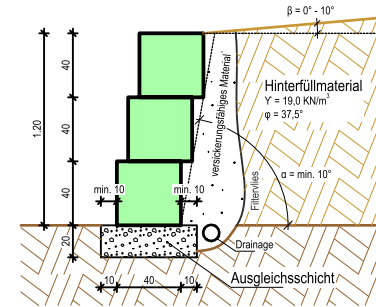 β = 0° - 10°
40
versickerungsfähiges Material
Hinterfüllmaterial
ϒ = 19,0 KN/m³
φ = 37,5°
1.20
40
α = min. 10°
min. 10
min. 10
Filtervlies
40
20
Drainage
Ausgleichsschicht
10
40
10